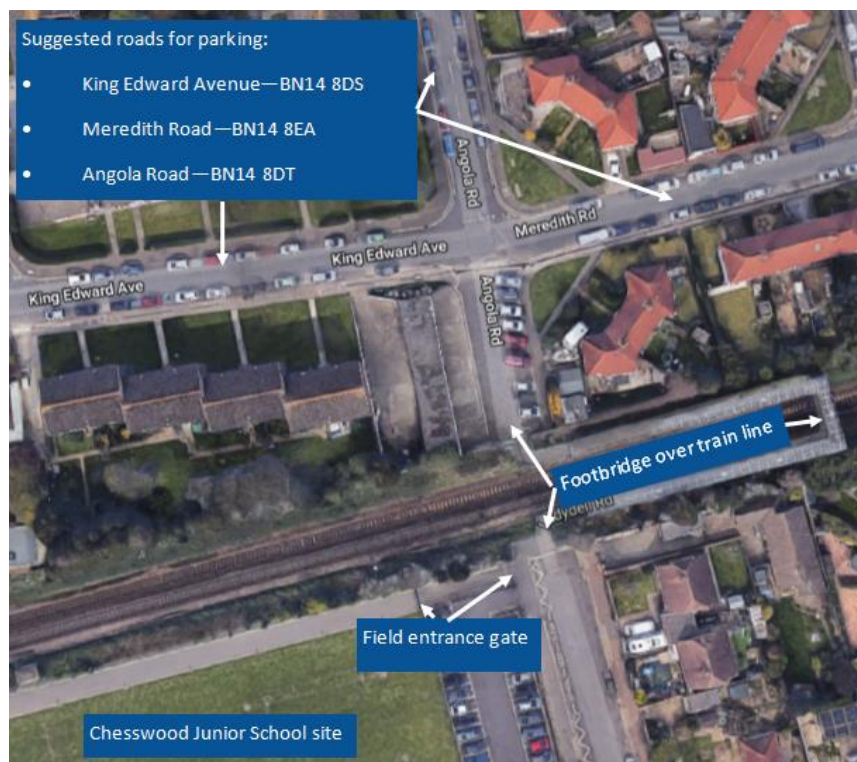 Suggested roads for parking:
• King Edward Avenue—BN14 8DS
• Meredith Road—BN14 8EA
• Angola Road—BN14 8DT
Angola Rd
Meredith Rd
King Edward Ave
King Edward Ave
Angola Rd
Footbridge over train line
Rd
Field entrance gate
Chesswood Junior School site